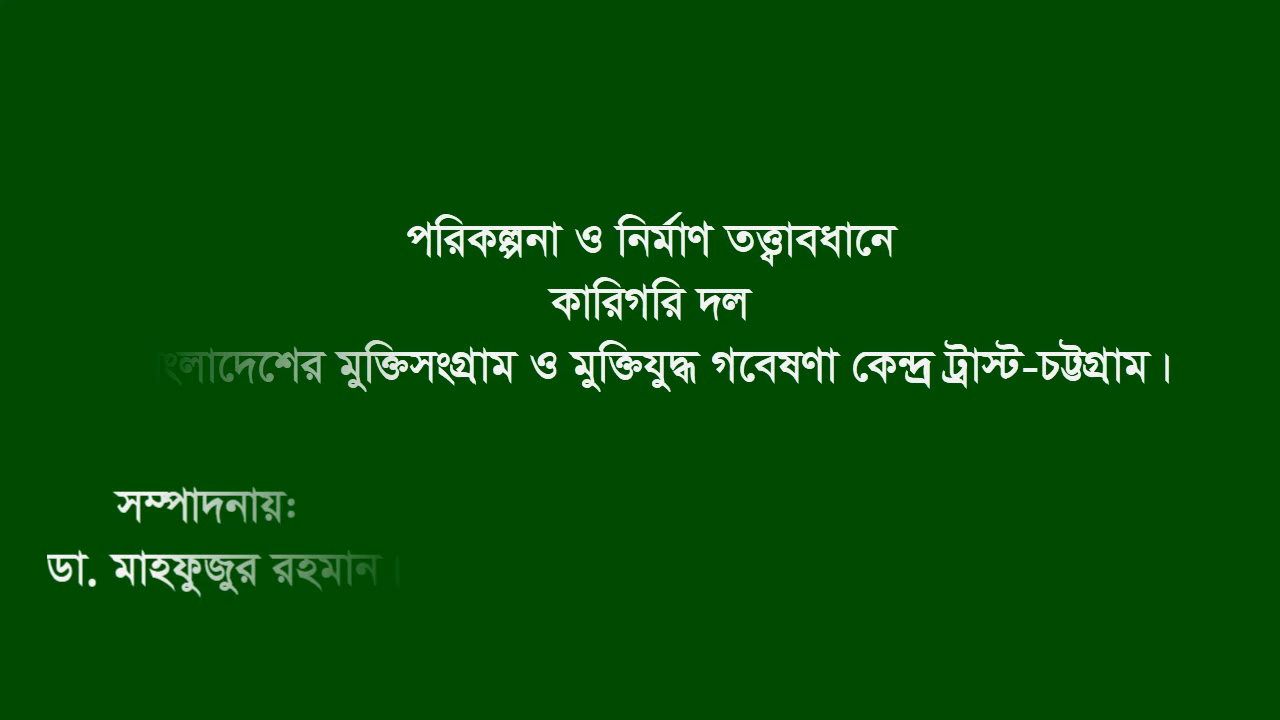 পরিকল্পনা ও নির্মাণ তত্ত্বাবধানে
কারিগরি দল
বাংলাদেশের মুক্তিসংগ্রাম ও মুক্তিযুদ্ধ গবেষণা কেন্দ্র ট্রাস্ট-চট্টগ্রাম।
সম্পাদনায়ঃ
ডা. মাহফুজুর রহমান।